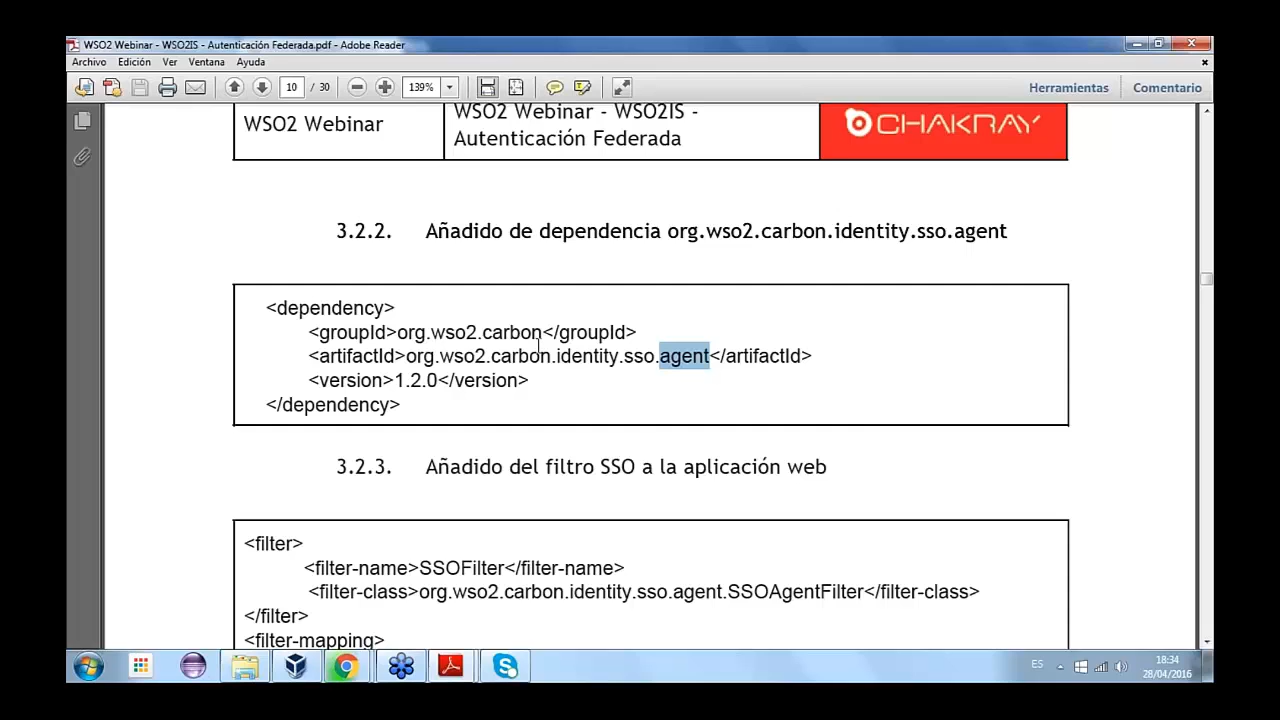 WSO2 Webinar - WSO2IS - Autenticación Federada.pdf - Adobe Reader
Archivo Edición Ver Ventana Ayuda
10 / 30 139% Herramientas Comentario
WSO2 Webinar
WSO2 Webinar - WSO2IS -
Autenticación Federada
CHAKRAY
3.2.2. Añadido de dependencia org.wso2.carbon.identity.sso.agent
<dependency>
<groupId>org.wso2.carbon</groupId>
<artifactId>org.wso2.carbon.identity.sso.agent</artifactId>
<version>1.2.0</version>
</dependency>
3.2.3. Añadido del filtro SSO a la aplicación web
<filter>
<filter-name>SSOFilter</filter-name>
<filter-class>org.wso2.carbon.identity.sso.agent.SSOAgentFilter</filter-class>
</filter>
<filter-mapping>
ES
18:34
28/04/2016